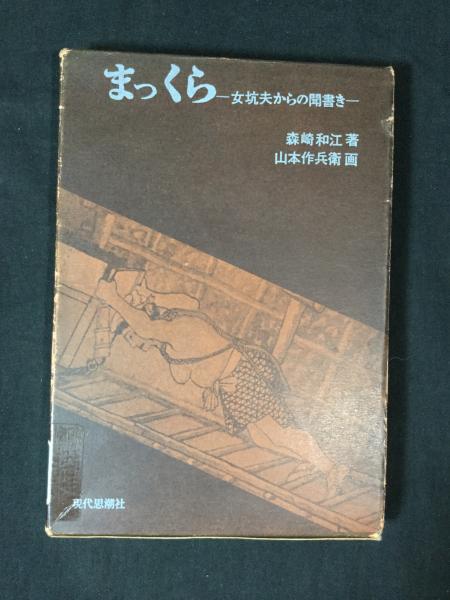 まっくら―女坑夫からの聞書き―
森崎和江著
山本作兵衛画
現代思潮社